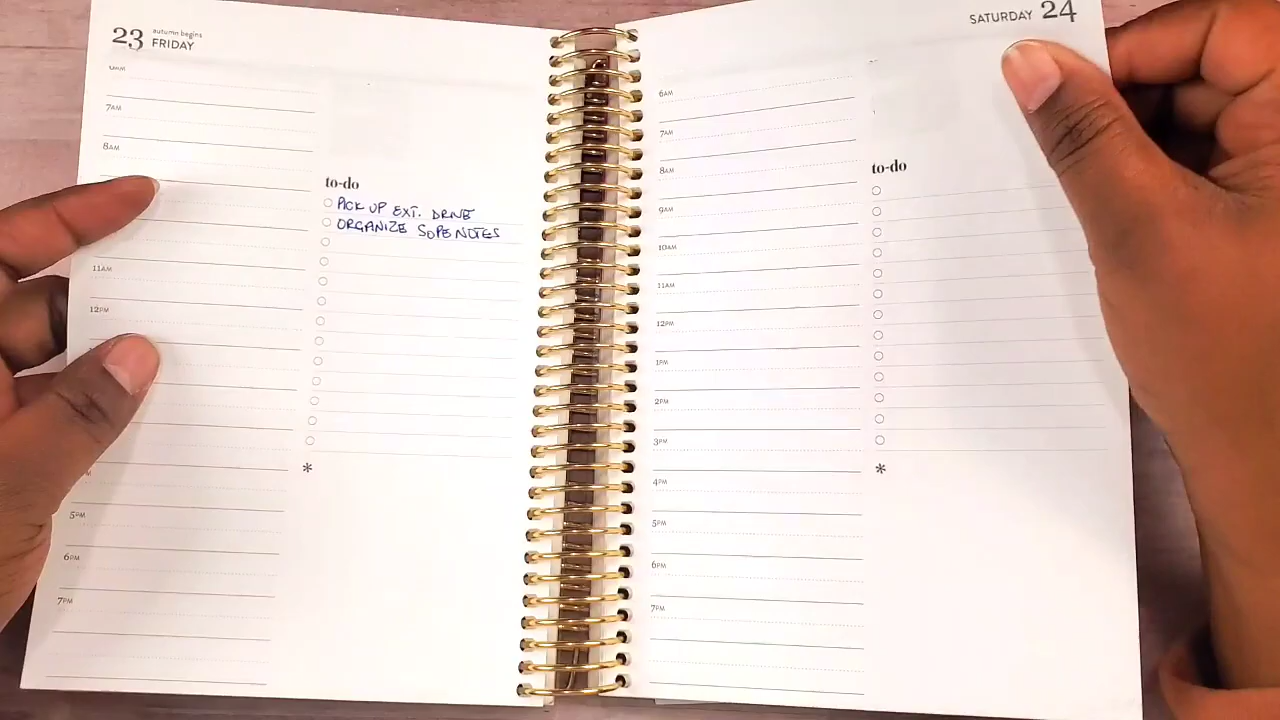 23
autumn begins
FRIDAY
6AM
7AM
8AM
11AM
12PM
5PM
6PM
7PM
to-do
PICK UP EXT. DRIVE
ORGANIZE SOPE NOTES
*
SATURDAY 24
6AM
7AM
8AM
9AM
10AM
11AM
12PM
1PM
2PM
3PM
4PM
5PM
6PM
7PM
to-do
*